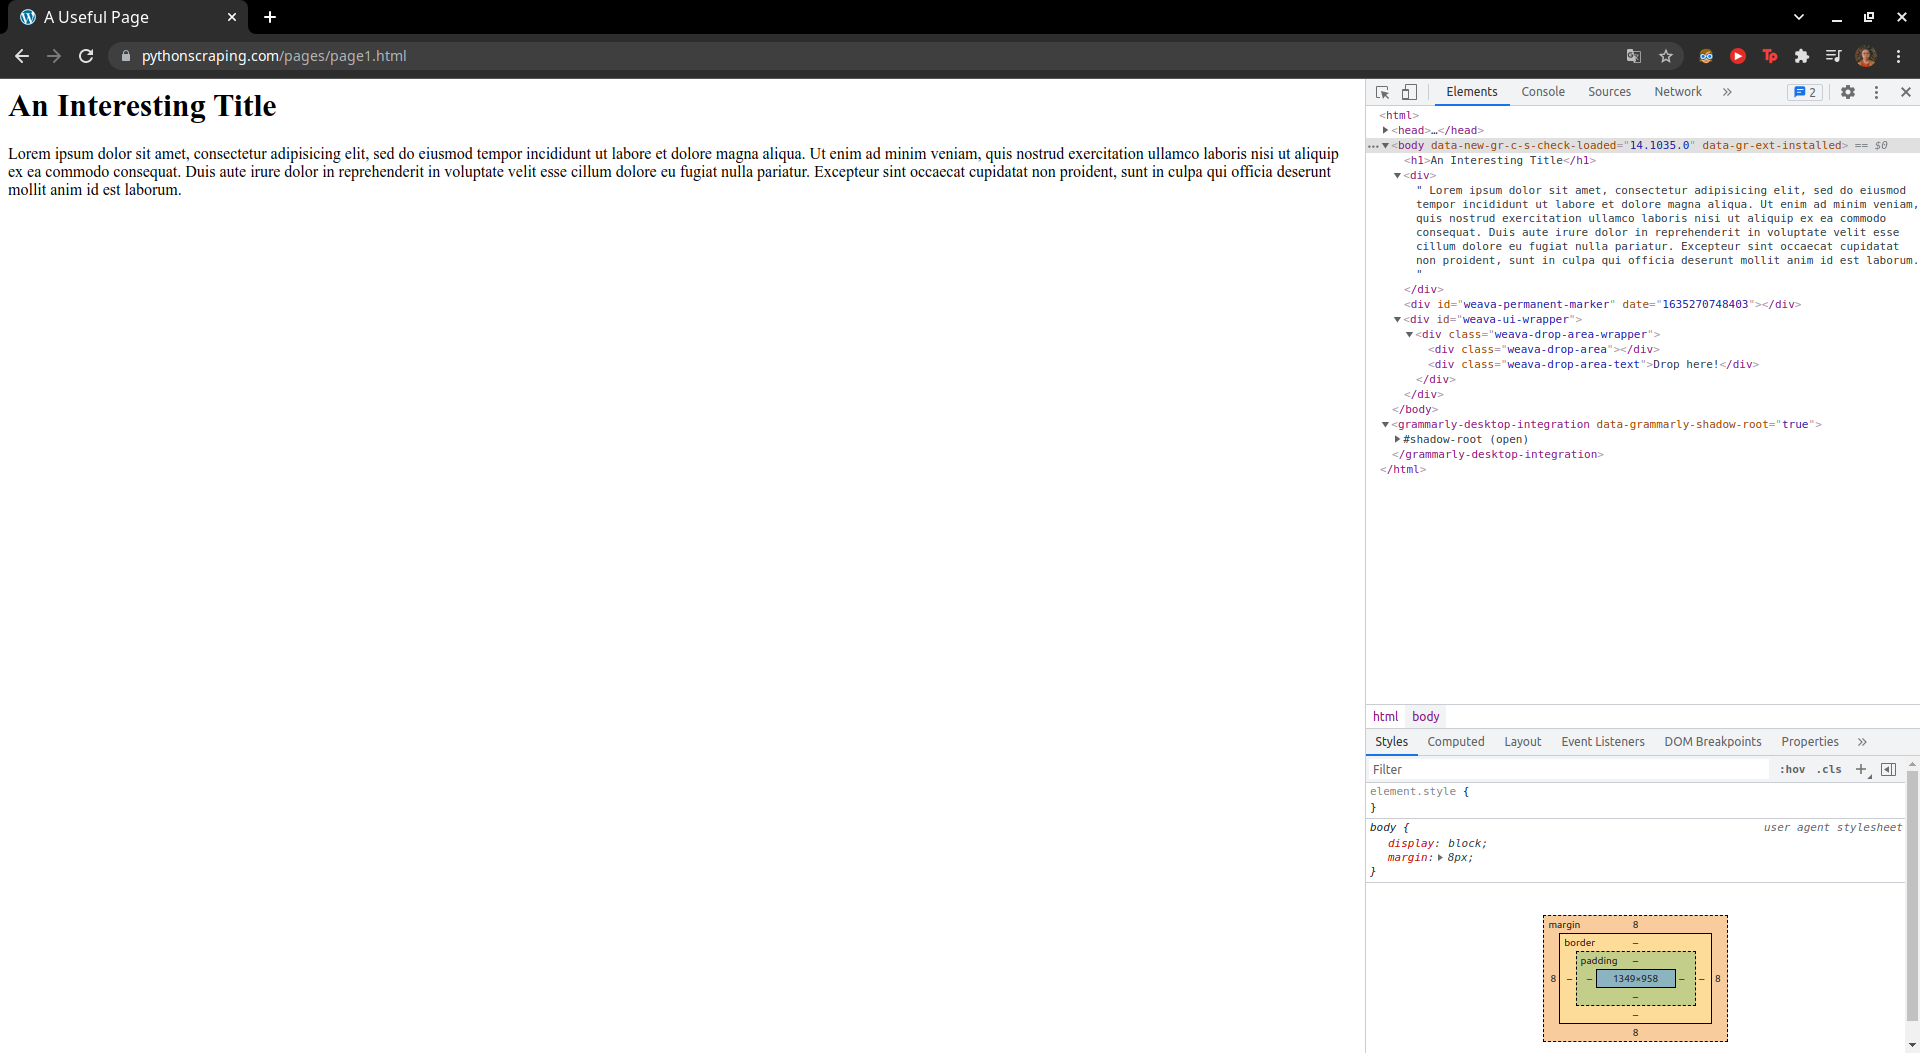 A Useful Page
pythonscraping.com/pages/page1.html
An Interesting Title
Lorem ipsum dolor sit amet, consectetur adipisicing elit, sed do eiusmod tempor incididunt ut labore et dolore magna aliqua. Ut enim ad minim veniam, quis nostrud exercitation ullamco laboris nisi ut aliquip
ex ea commodo consequat. Duis aute irure dolor in reprehenderit in voluptate velit esse cillum dolore eu fugiat nulla pariatur. Excepteur sint occaecat cupidatat non proident, sunt in culpa qui officia deserunt
mollit anim id est laborum.
Elements Console Sources Network » 2
<html>
<head>…</head>
<body data-new-gr-c-s-check-loaded="14.1035.0" data-gr-ext-installed> == $0
<h1>An Interesting Title</h1>
<div>
" Lorem ipsum dolor sit amet, consectetur adipisicing elit, sed do eiusmod
tempor incididunt ut labore et dolore magna aliqua. Ut enim ad minim veniam,
quis nostrud exercitation ullamco laboris nisi ut aliquip ex ea commodo
consequat. Duis aute irure dolor in reprehenderit in voluptate velit esse
cillum dolore eu fugiat nulla pariatur. Excepteur sint occaecat cupidatat
non proident, sunt in culpa qui officia deserunt mollit anim id est laborum.
"
</div>
<div id="weava-permanent-marker" date="1635270748403"></div>
<div id="weava-ui-wrapper">
<div class="weava-drop-area-wrapper">
<div class="weava-drop-area"></div>
<div class="weava-drop-area-text">Drop here!</div>
</div>
</div>
</body>
<grammarly-desktop-integration data-grammarly-shadow-root="true">
#shadow-root (open)
</grammarly-desktop-integration>
</html>
html body
Styles Computed Layout Event Listeners DOM Breakpoints Properties »
Filter :hov .cls +
element.style {
}
body { user agent stylesheet
display: block;
margin: 8px;
}
margin 8
border –
padding –
8 – – 1349×958 – – 8
–
–
8